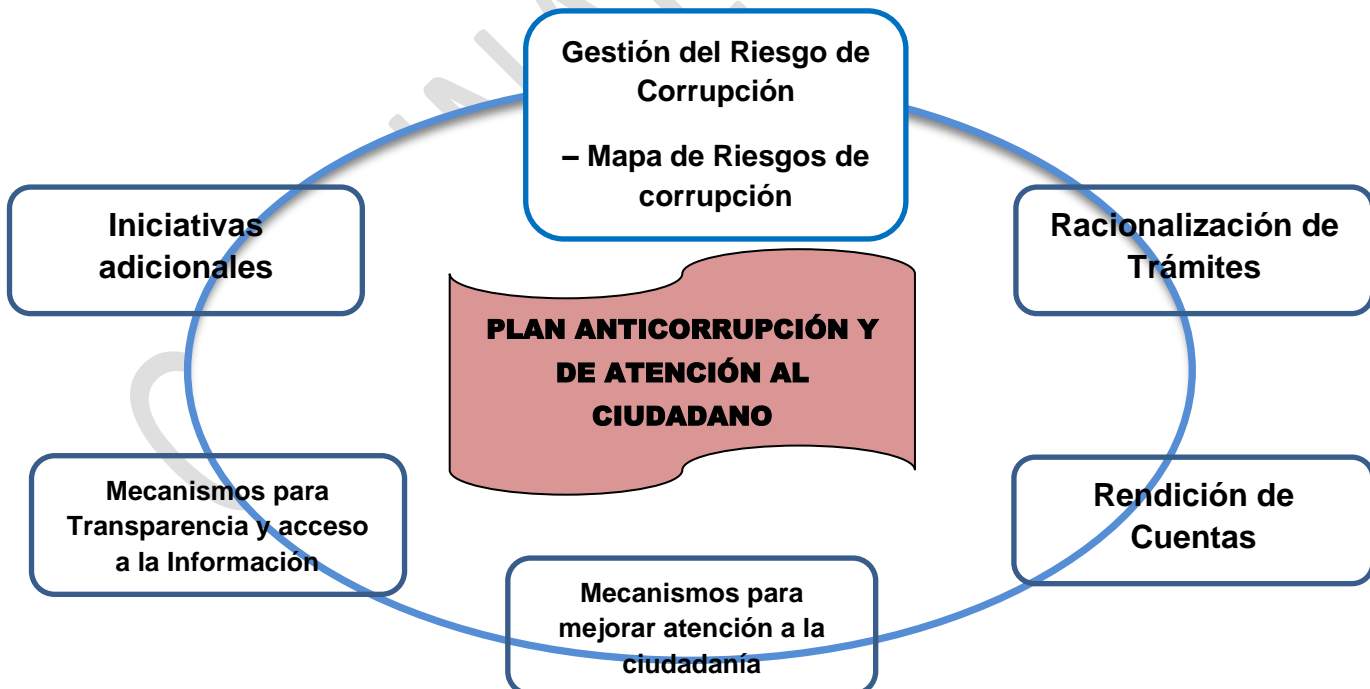 Gestión del Riesgo de
Corrupción
– Mapa de Riesgos de
corrupción
Iniciativas
adicionales
Racionalización de
Trámites
PLAN ANTICORRUPCIÓN Y
DE ATENCIÓN AL
CIUDADANO
Mecanismos para
Transparencia y acceso
a la Información
Rendición de
Cuentas
Mecanismos para
mejorar atención a la
ciudadanía